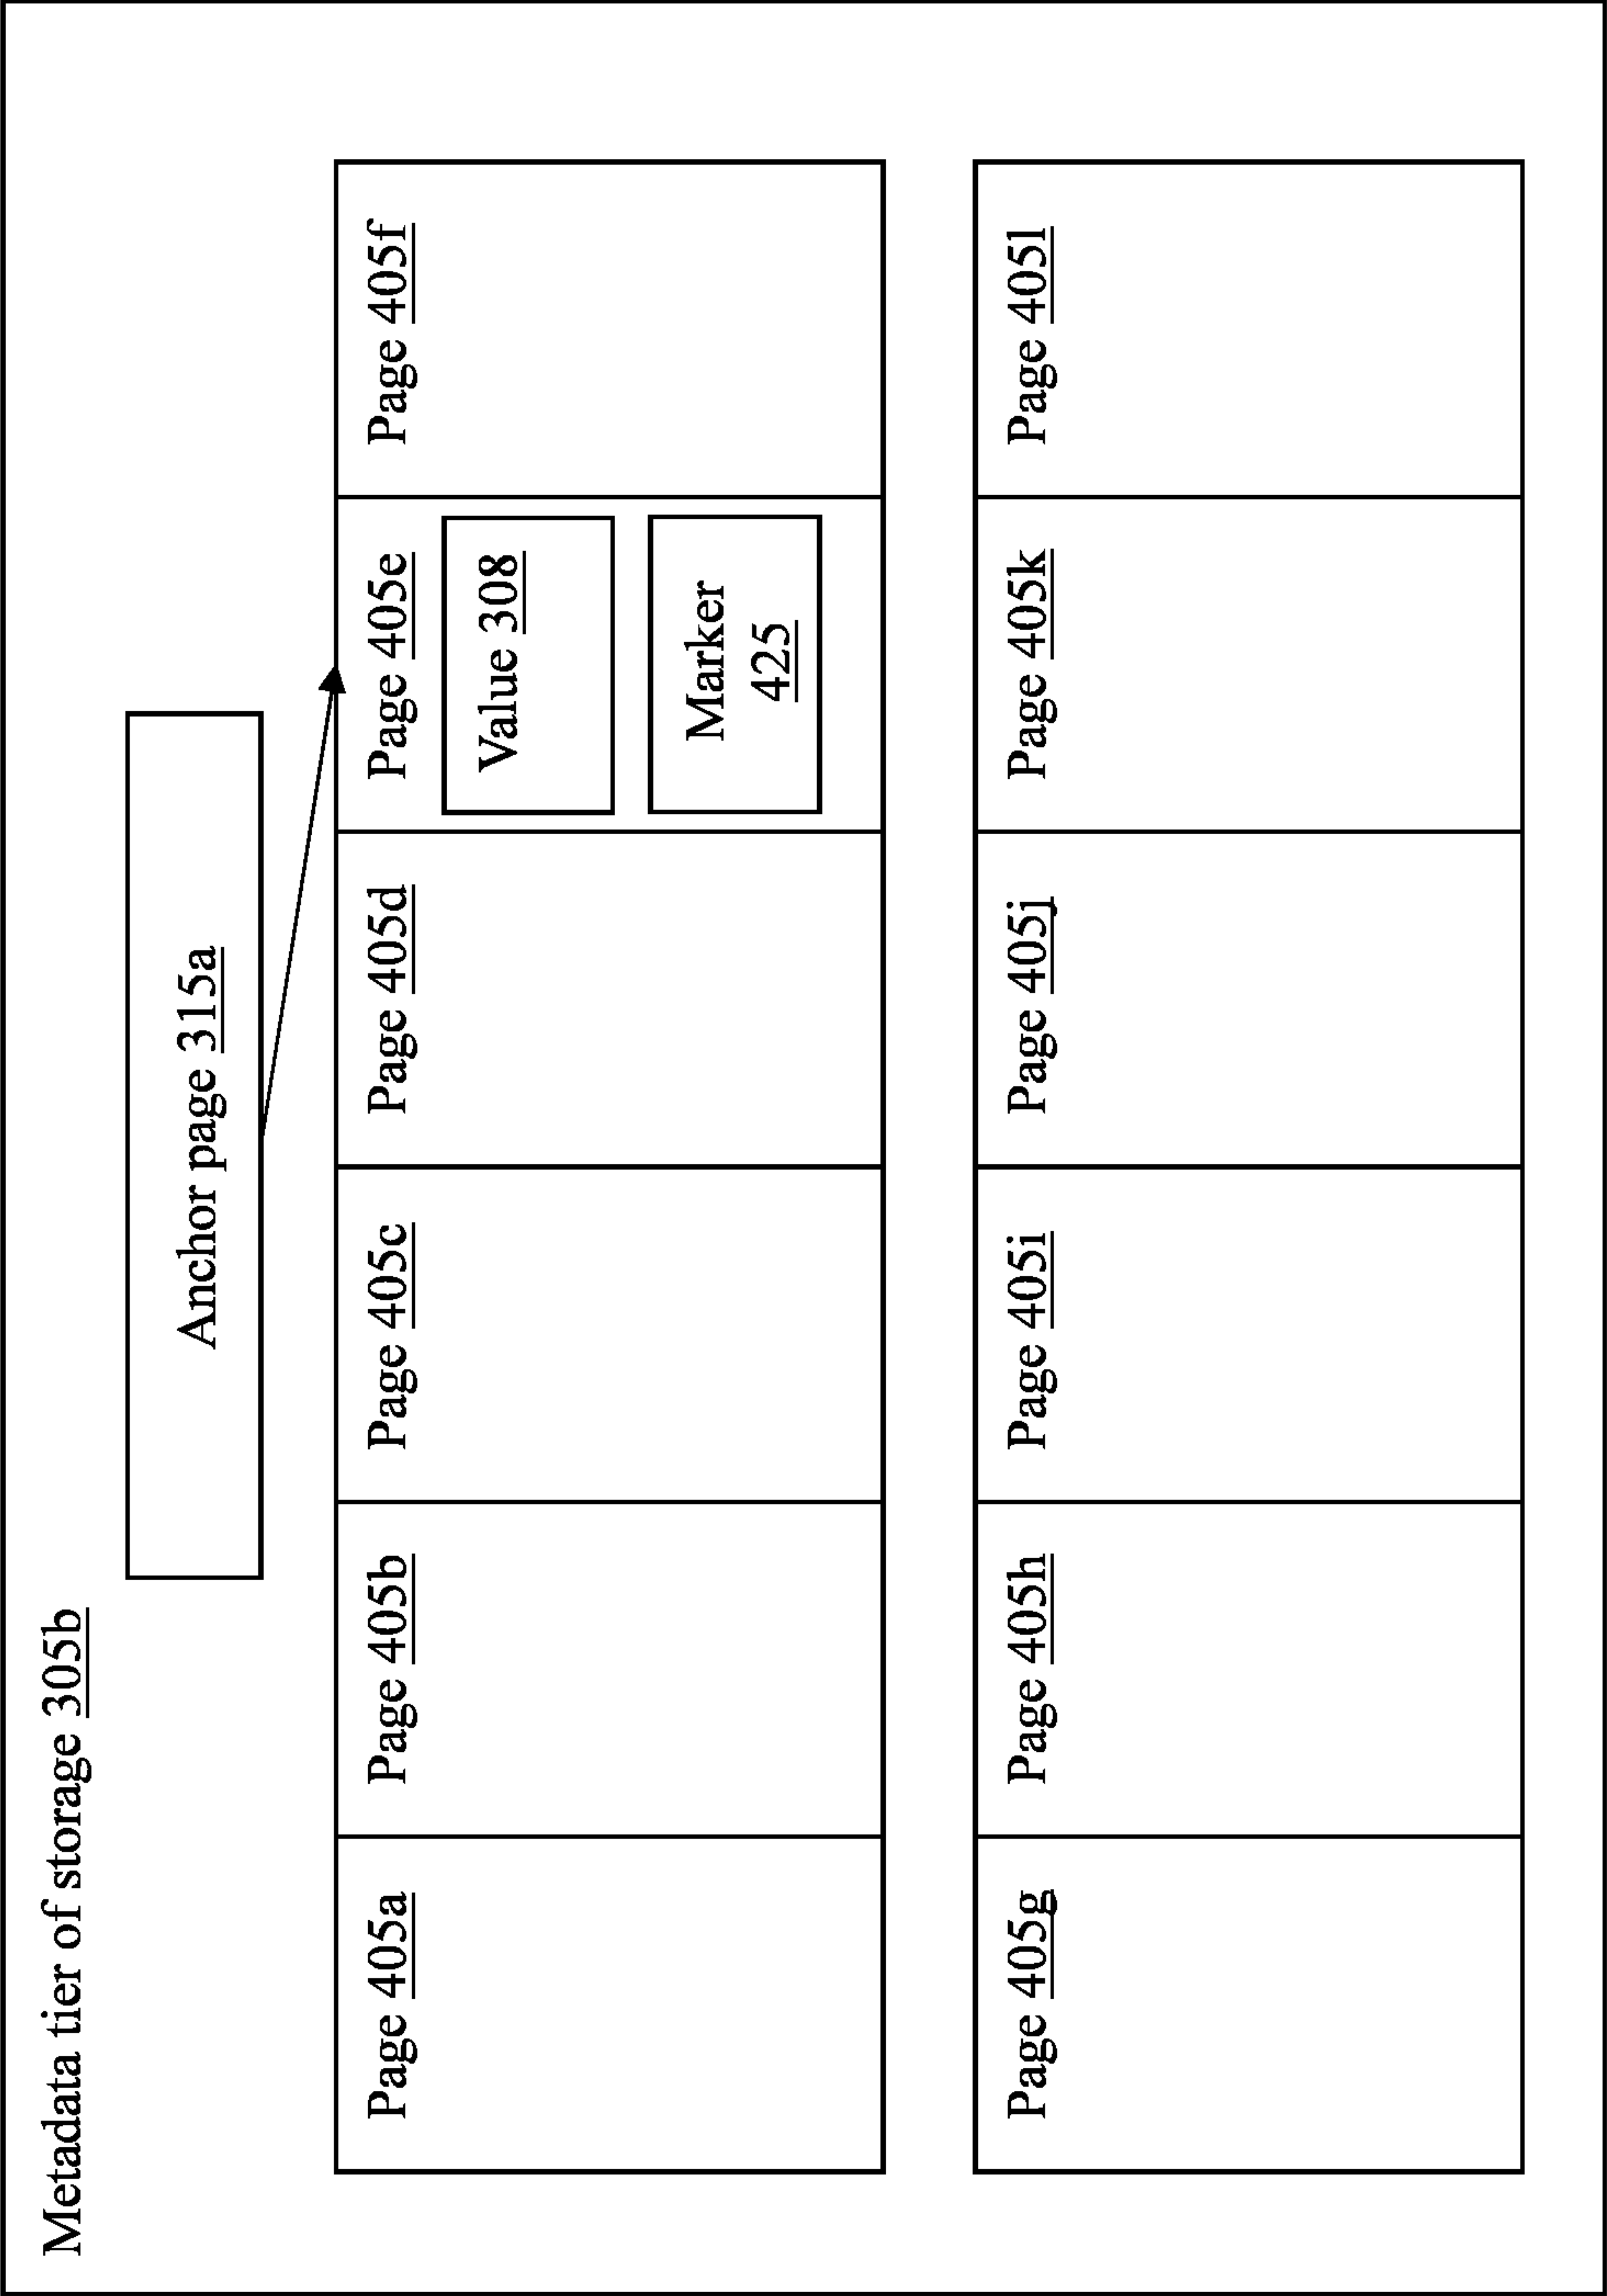 Metadata tier of storage 305b
Anchor page 315a
Page 405a
Page 405b
Page 405c
Page 405d
Page 405e
Value 308
Marker
425
Page 405f
Page 405g
Page 405h
Page 405i
Page 405j
Page 405k
Page 405l